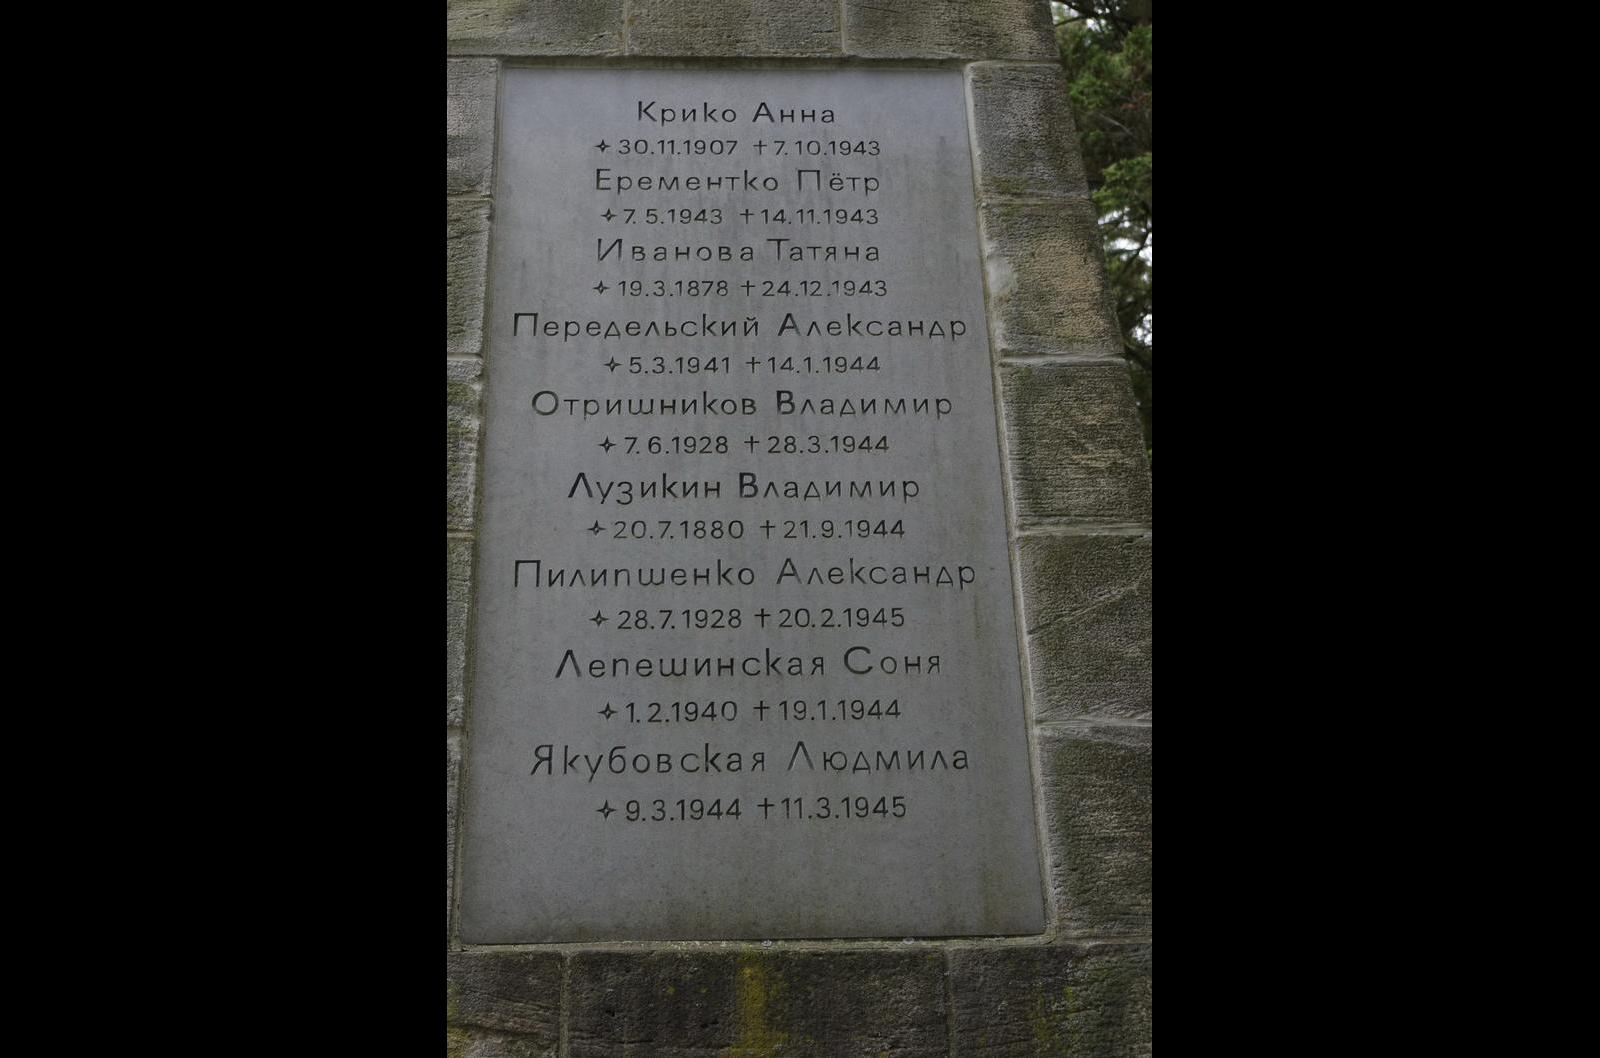 Крико Анна
✦ 30.11.1907 †7.10.1943
Ерементко Пётр
✦ 7.5.1943 †14.11.1943
Иванова Татяна
✦ 19.3.1878 †24.12.1943
Передельский Александр
✦ 5.3.1941 †14.1.1944
Отришников Владимир
✦ 7.6.1928 †28.3.1944
Лузикин Владимир
✦ 20.7.1880 †21.9.1944
Пилипшенко Александр
✦ 28.7.1928 †20.2.1945
Лепешинская Соня
✦ 1.2.1940 †19.1.1944
Якубовская Людмила
✦ 9.3.1944 †11.3.1945